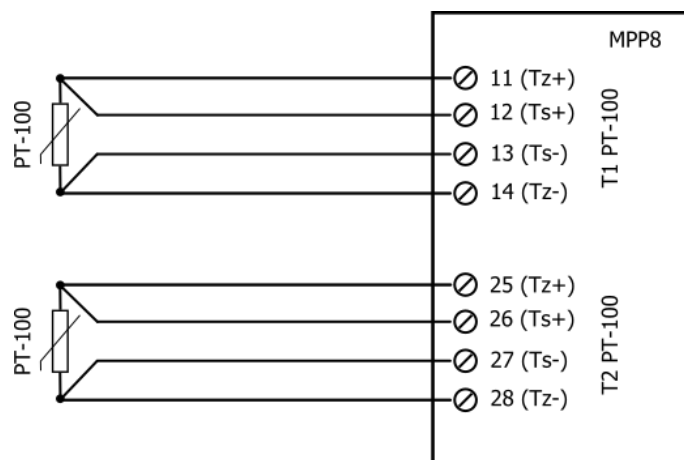 MPP8
PT-100
11 (Tz+)
12 (Ts+)
13 (Ts-)
14 (Tz-)
T1 PT-100
PT-100
25 (Tz+)
26 (Ts+)
27 (Ts-)
28 (Tz-)
T2 PT-100